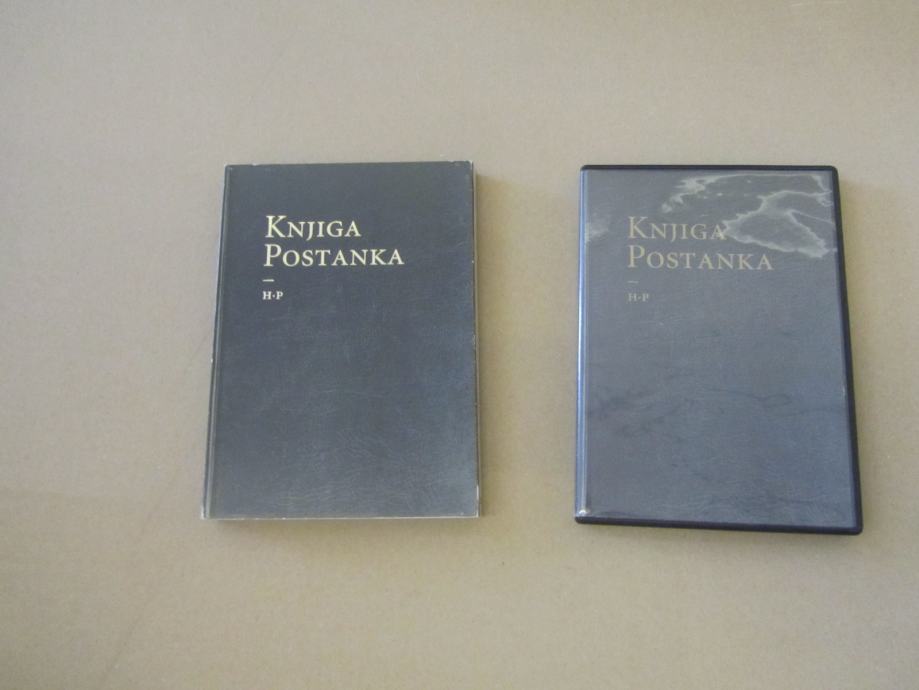 KNJIGA
POSTANKA
—
H·P
KNJIGA
POSTANKA
—
H·P